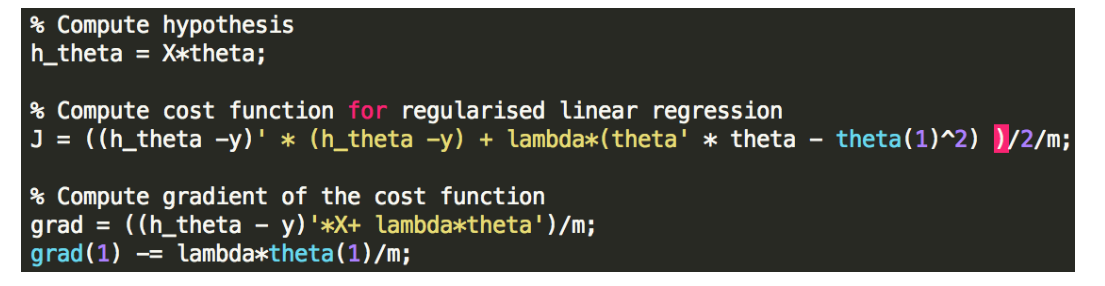 % Compute hypothesis
h_theta = X*theta;
% Compute cost function for regularised linear regression
J = ((h_theta -y)' * (h_theta -y) + lambda*(theta' * theta - theta(1)^2) )/2/m;
% Compute gradient of the cost function
grad = ((h_theta - y)'*X+ lambda*theta')/m;
grad(1) -= lambda*theta(1)/m;